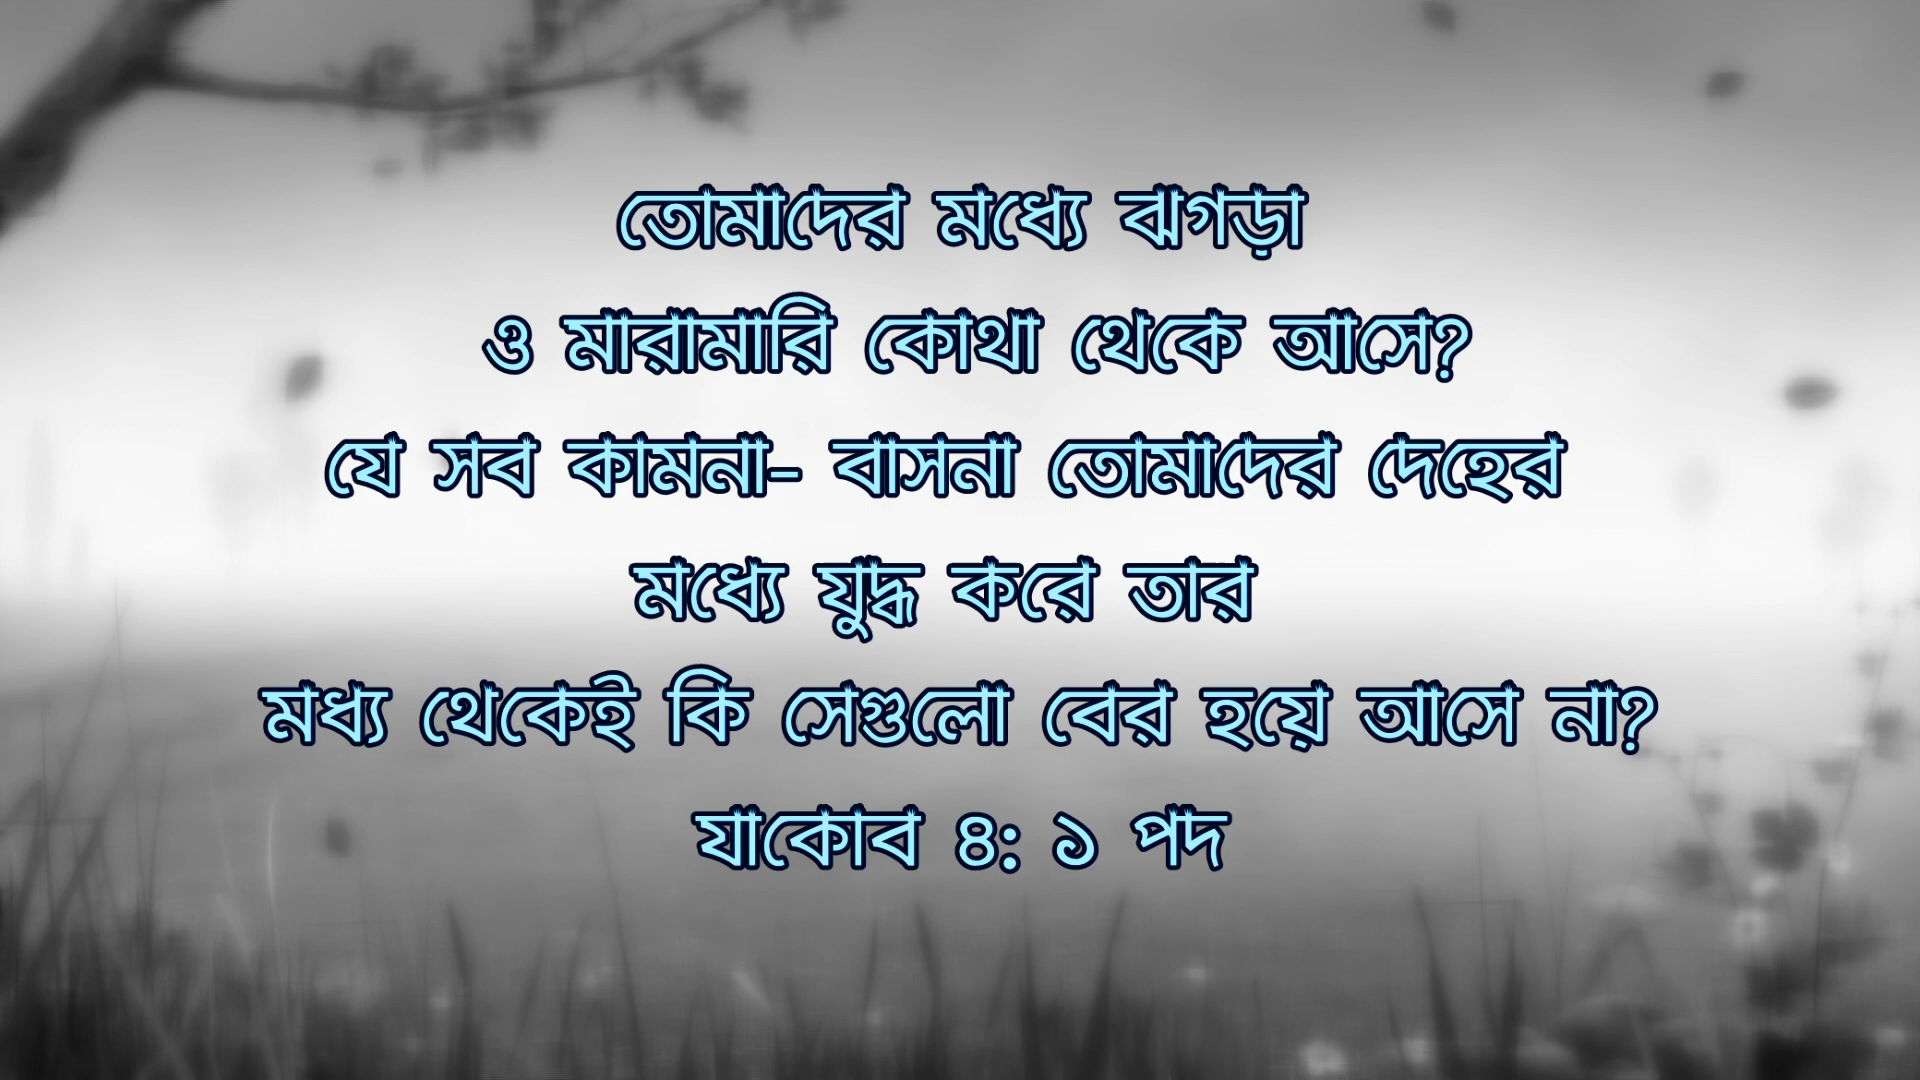 তোমাদের মধ্যে ঝগড়া
ও মারামারি কোথা থেকে আসে?
যে সব কামনা- বাসনা তোমাদের দেহের
মধ্যে যুদ্ধ করে তার
মধ্য থেকেই কি সেগুলো বের হয়ে আসে না?
যাকোব ৪: ১ পদ